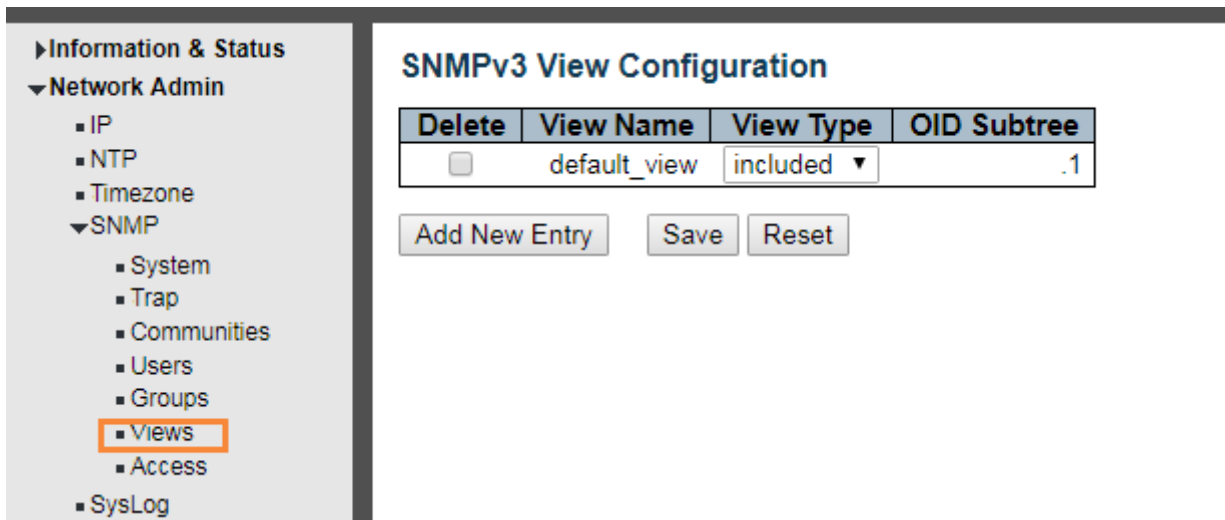 Information & Status
Network Admin
IP
NTP
Timezone
SNMP
System
Trap
Communities
Users
Groups
Views
Access
SysLog
SNMPv3 View Configuration
Delete View Name View Type OID Subtree
default_view included .1
Add New Entry Save Reset